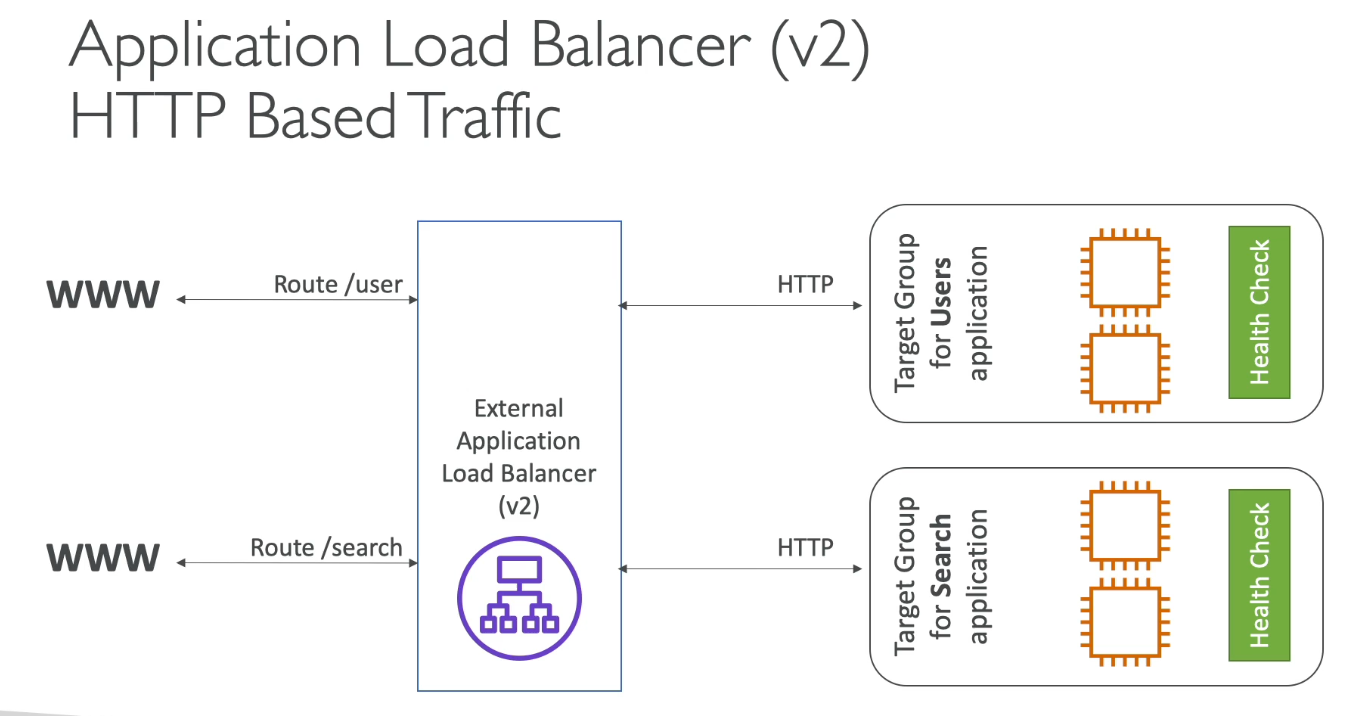 Application Load Balancer (v2)
HTTP Based Traffic
WWW
Route /user
HTTP
Target Group
for Users
application
Health Check
External
Application
Load Balancer
(v2)
WWW
Route /search
HTTP
Target Group
for Search
application
Health Check